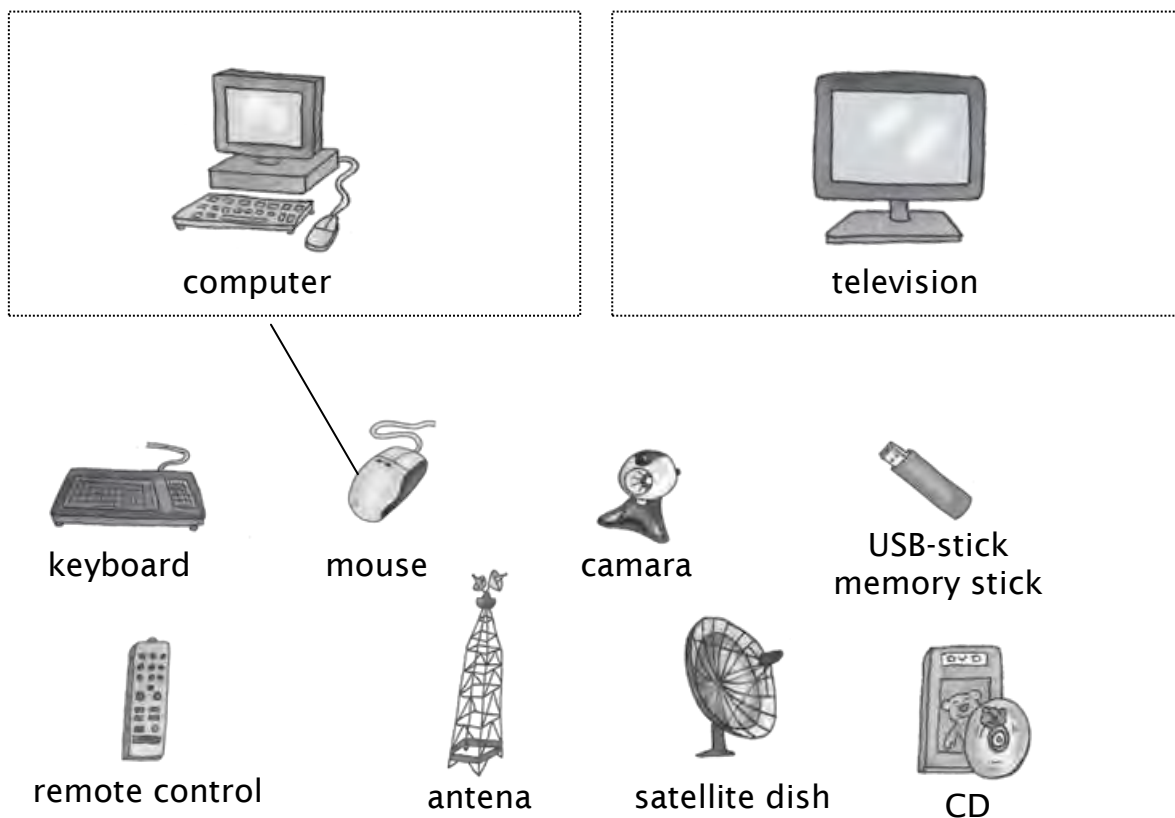 computer
television
keyboard
mouse
camara
USB-stick
memory stick
remote control
antena
satellite dish
DVD
CD